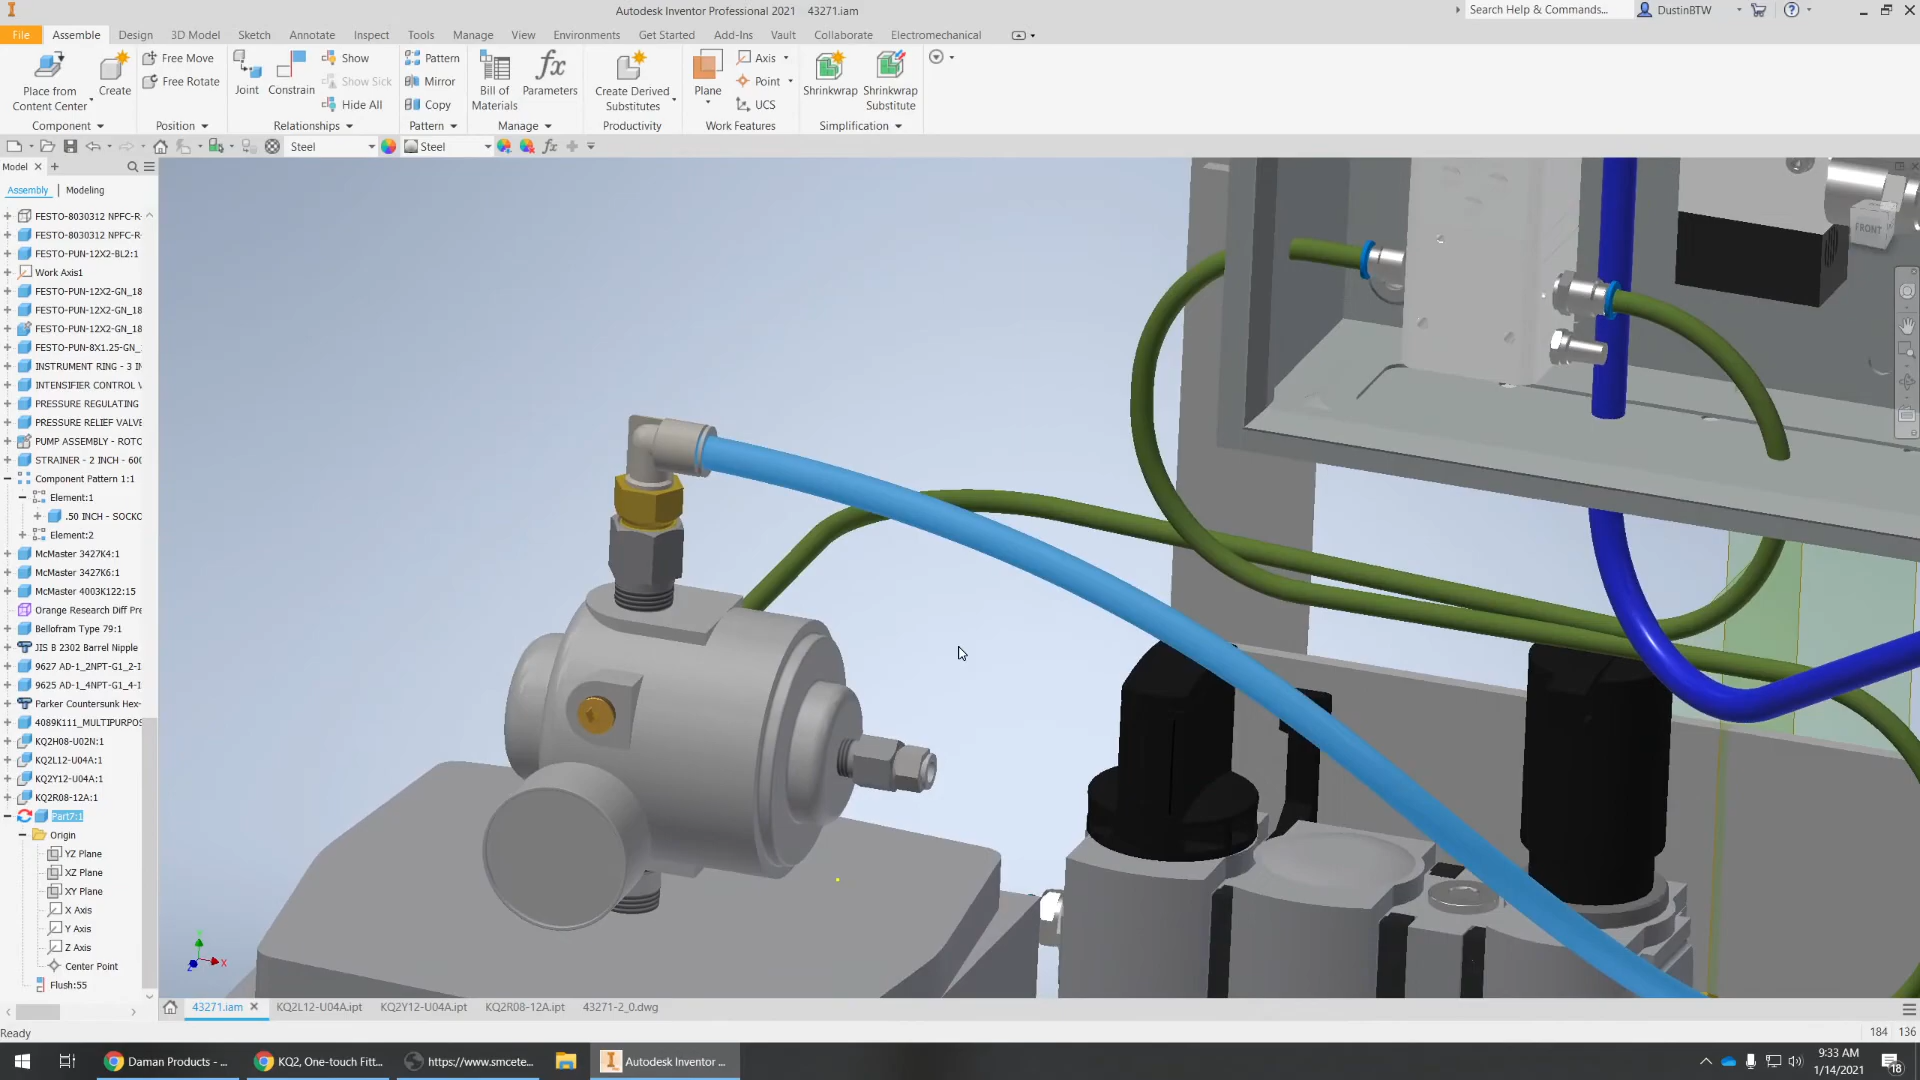 Autodesk Inventor Professional 2021 43271.iam
Search Help & Commands...
DustinBTW
File Assemble Design 3D Model Sketch Annotate Inspect Tools Manage View Environments Get Started Add-Ins Vault Collaborate Electromechanical
Place from Content Center
Create
Free Move
Free Rotate
Joint
Constrain
Show
Show Sick
Hide All
Pattern
Mirror
Copy
Bill of Materials
Parameters
Create Derived Substitutes
Plane
Axis
Point
UCS
Shrinkwrap
Shrinkwrap Substitute
Component Position Relationships Pattern Manage Productivity Work Features Simplification
Steel
Steel
Model
Assembly | Modeling
FESTO-8030312 NPFC-R-
FESTO-8030312 NPFC-R-
FESTO-PUN-12X2-BL2:1
Work Axis1
FESTO-PUN-12X2-GN_18
FESTO-PUN-12X2-GN_18
FESTO-PUN-12X2-GN_18
FESTO-PUN-8X1.25-GN_
INSTRUMENT RING - 3 IN
INTENSIFIER CONTROL V
PRESSURE REGULATING
PRESSURE RELIEF VALVE
PUMP ASSEMBLY - ROTO
STRAINER - 2 INCH - 600
Component Pattern 1:1
Element:1
.50 INCH - SOCKO
Element:2
McMaster 3427K4:1
McMaster 3427K6:1
McMaster 4003K122:15
Orange Research Diff Pre
Bellofram Type 79:1
JIS B 2302 Barrel Nipple
9627 AD-1_2NPT-G1_2-I
9625 AD-1_4NPT-G1_4-I
Parker Countersunk Hex-
4089K111_MULTIPURPOS
KQ2H08-U02N:1
KQ2L12-U04A:1
KQ2Y12-U04A:1
KQ2R08-12A:1
Part7:1
Origin
YZ Plane
XZ Plane
XY Plane
X Axis
Y Axis
Z Axis
Center Point
Flush:55
FRONT
X
Z
43271.iam KQ2L12-U04A.ipt KQ2Y12-U04A.ipt KQ2R08-12A.ipt 43271-2_0.dwg
Ready
184 136
Daman Products - ...
KQ2, One-touch Fitt...
https://www.smcete...
Autodesk Inventor ...
9:33 AM
1/14/2021
18